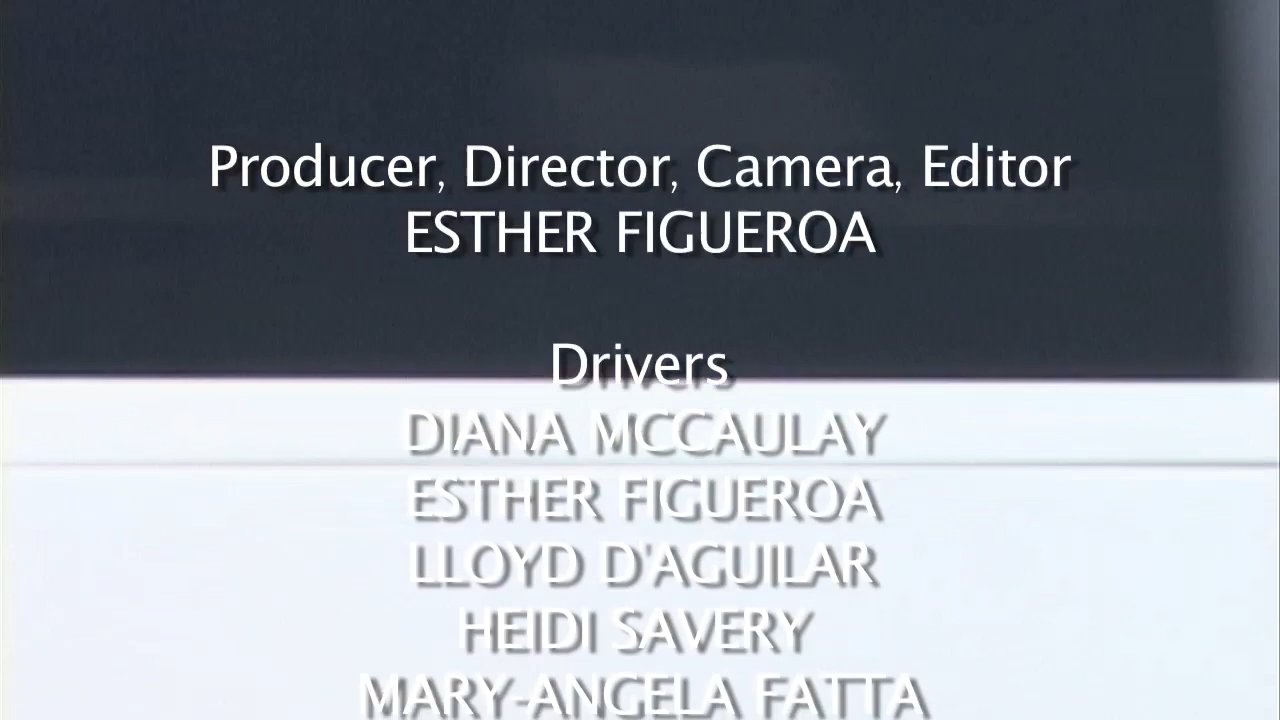 Producer, Director, Camera, Editor
ESTHER FIGUEROA
Drivers
DIANA MCCAULAY
ESTHER FIGUEROA
LLOYD D'AGUILAR
HEIDI SAVERY
MARY-ANGELA FATTA